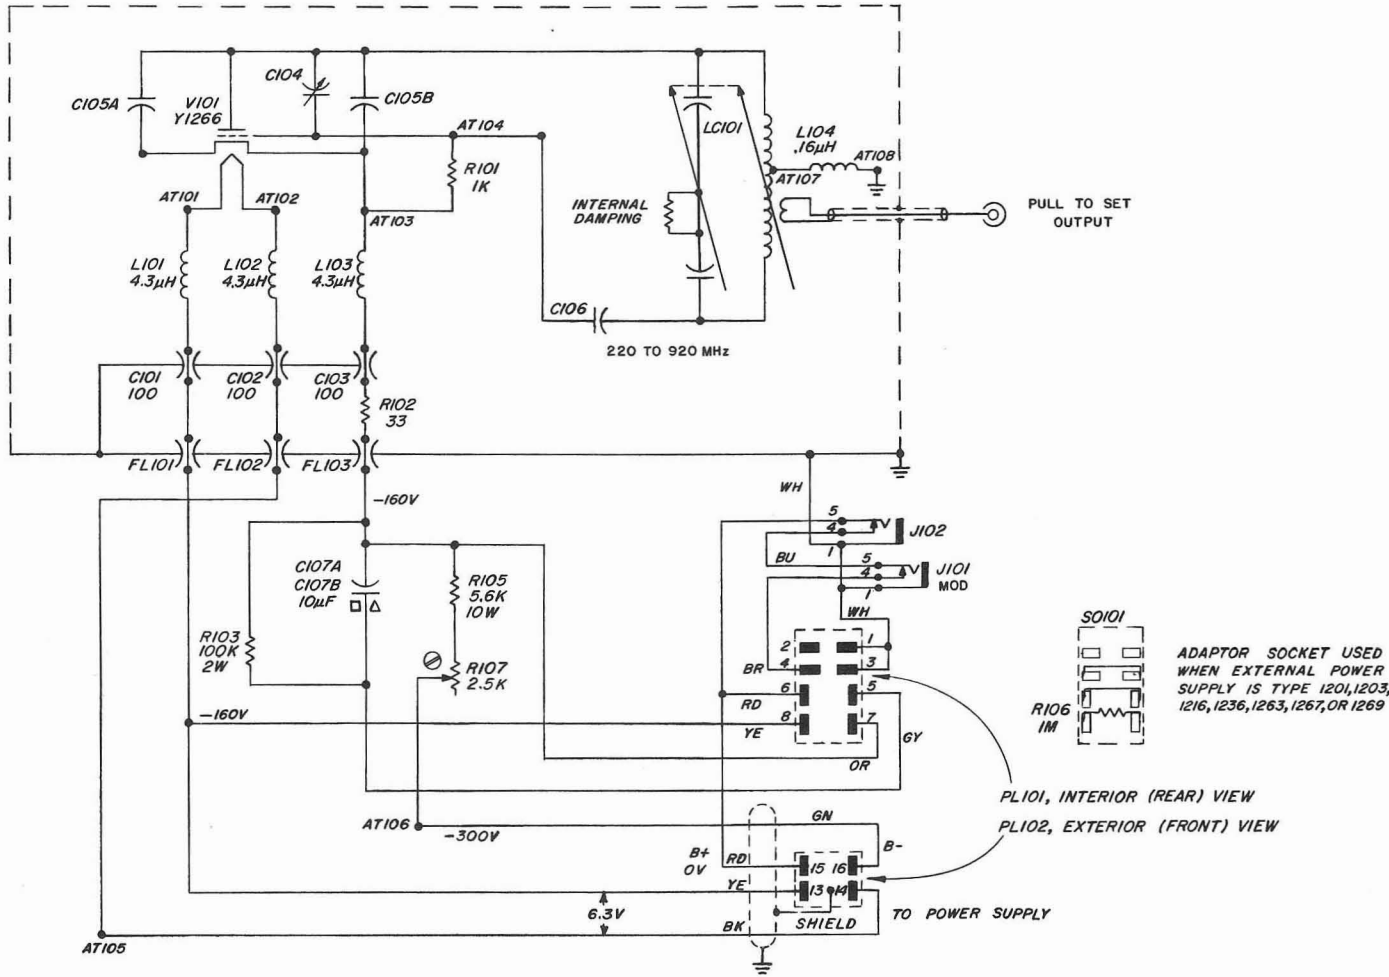 C104
C105A
V101
Y1266
C105B
AT104
LC101
L104
.16µH
AT108
AT107
R101
1K
AT101
AT102
AT103
INTERNAL
DAMPING
PULL TO SET
OUTPUT
L101
4.3µH
L102
4.3µH
L103
4.3µH
C106
220 TO 920 MHz
C101
100
C102
100
C103
100
R102
33
FL101
FL102
FL103
-160V
WH
5
4
1
J102
BU
5
4
1
J101
MOD
WH
C107A
C107B
10µF
R105
5.6K
10W
R103
100K
2W
R107
2.5K
2
1
BR
4
3
6
5
RD
8
7
YE
GY
OR
-160V
SO101
R106
1M
ADAPTOR SOCKET USED
WHEN EXTERNAL POWER
SUPPLY IS TYPE 1201,1203,
1216,1236,1263,1267,OR 1269
PL101, INTERIOR (REAR) VIEW
PL102, EXTERIOR (FRONT) VIEW
AT106
-300V
GN
B-
B+
0V
RD
15
16
YE
13
14
6.3V
BK
SHIELD
TO POWER SUPPLY
AT105